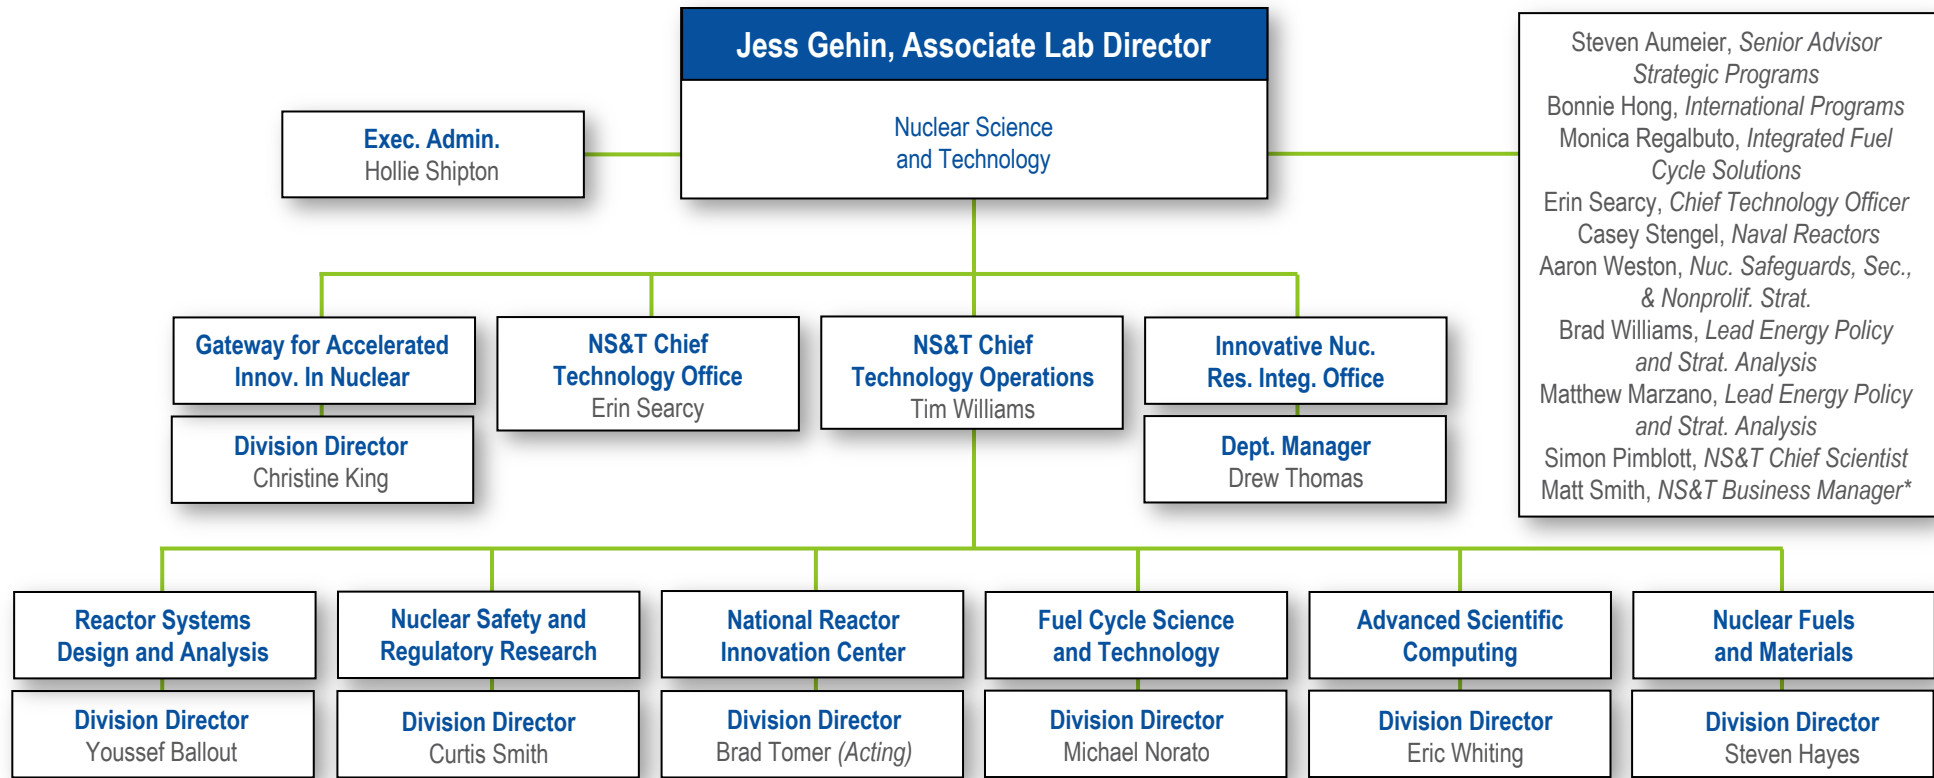 Jess Gehin, Associate Lab Director
Nuclear Science
and Technology
Exec. Admin.
Hollie Shipton
Steven Aumeier, Senior Advisor
Strategic Programs
Bonnie Hong, International Programs
Monica Regalbuto, Integrated Fuel
Cycle Solutions
Erin Searcy, Chief Technology Officer
Casey Stengel, Naval Reactors
Aaron Weston, Nuc. Safeguards, Sec.,
& Nonprolif. Strat.
Brad Williams, Lead Energy Policy
and Strat. Analysis
Matthew Marzano, Lead Energy Policy
and Strat. Analysis
Simon Pimblott, NS&T Chief Scientist
Matt Smith, NS&T Business Manager*
Gateway for Accelerated
Innov. In Nuclear
Division Director
Christine King
NS&T Chief
Technology Office
Erin Searcy
NS&T Chief
Technology Operations
Tim Williams
Innovative Nuc.
Res. Integ. Office
Dept. Manager
Drew Thomas
Reactor Systems
Design and Analysis
Division Director
Youssef Ballout
Nuclear Safety and
Regulatory Research
Division Director
Curtis Smith
National Reactor
Innovation Center
Division Director
Brad Tomer (Acting)
Fuel Cycle Science
and Technology
Division Director
Michael Norato
Advanced Scientific
Computing
Division Director
Eric Whiting
Nuclear Fuels
and Materials
Division Director
Steven Hayes